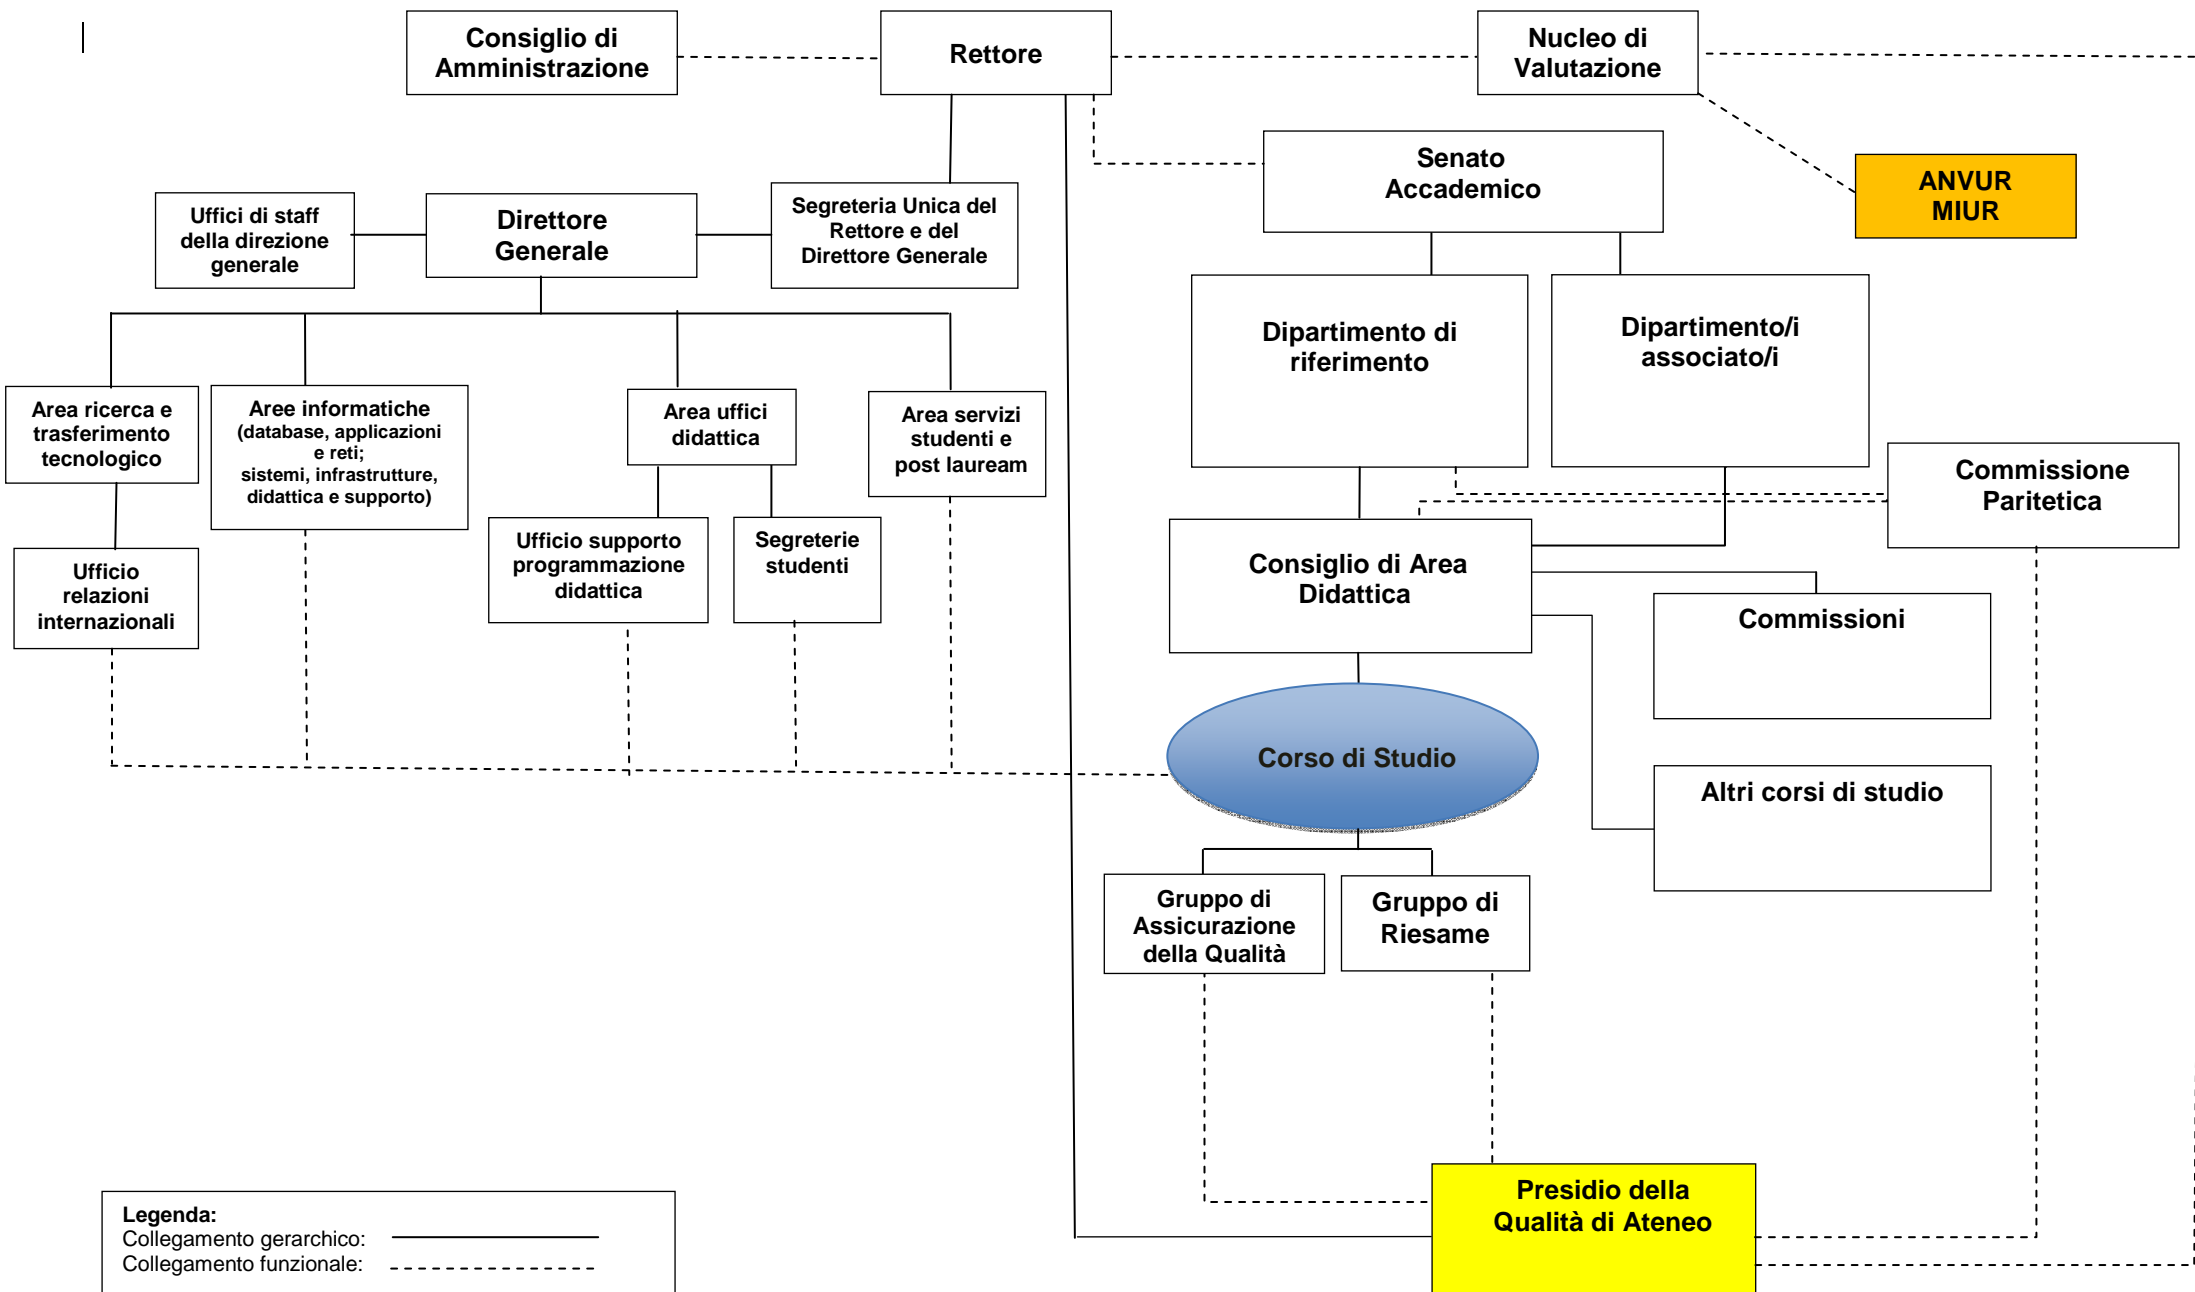 Consiglio di
Amministrazione
Rettore
Nucleo di
Valutazione
Senato
Accademico
ANVUR
MIUR
Uffici di staff
della direzione
generale
Direttore
Generale
Segreteria Unica del
Rettore e del
Direttore Generale
Dipartimento di
riferimento
Dipartimento/i
associato/i
Area ricerca e
trasferimento
tecnologico
Aree informatiche
(database, applicazioni
e reti;
sistemi, infrastrutture,
didattica e supporto)
Area uffici
didattica
Area servizi
studenti e
post lauream
Commissione
Paritetica
Ufficio
relazioni
internazionali
Ufficio supporto
programmazione
didattica
Segreterie
studenti
Consiglio di Area
Didattica
Commissioni
Corso di Studio
Altri corsi di studio
Gruppo di
Assicurazione
della Qualità
Gruppo di
Riesame
Presidio della
Qualità di Ateneo
Legenda:
Collegamento gerarchico:
Collegamento funzionale: